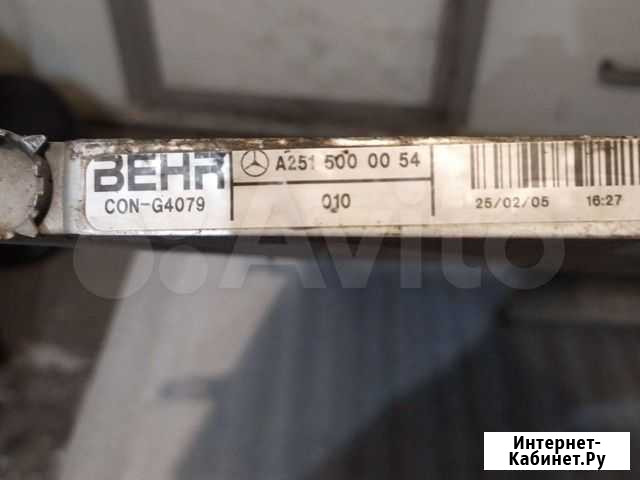 BEHR
CON-G4079
A251 500 00 54
010
25/02/05 16:27
Avito
Интернет-
Кабинет.Ру